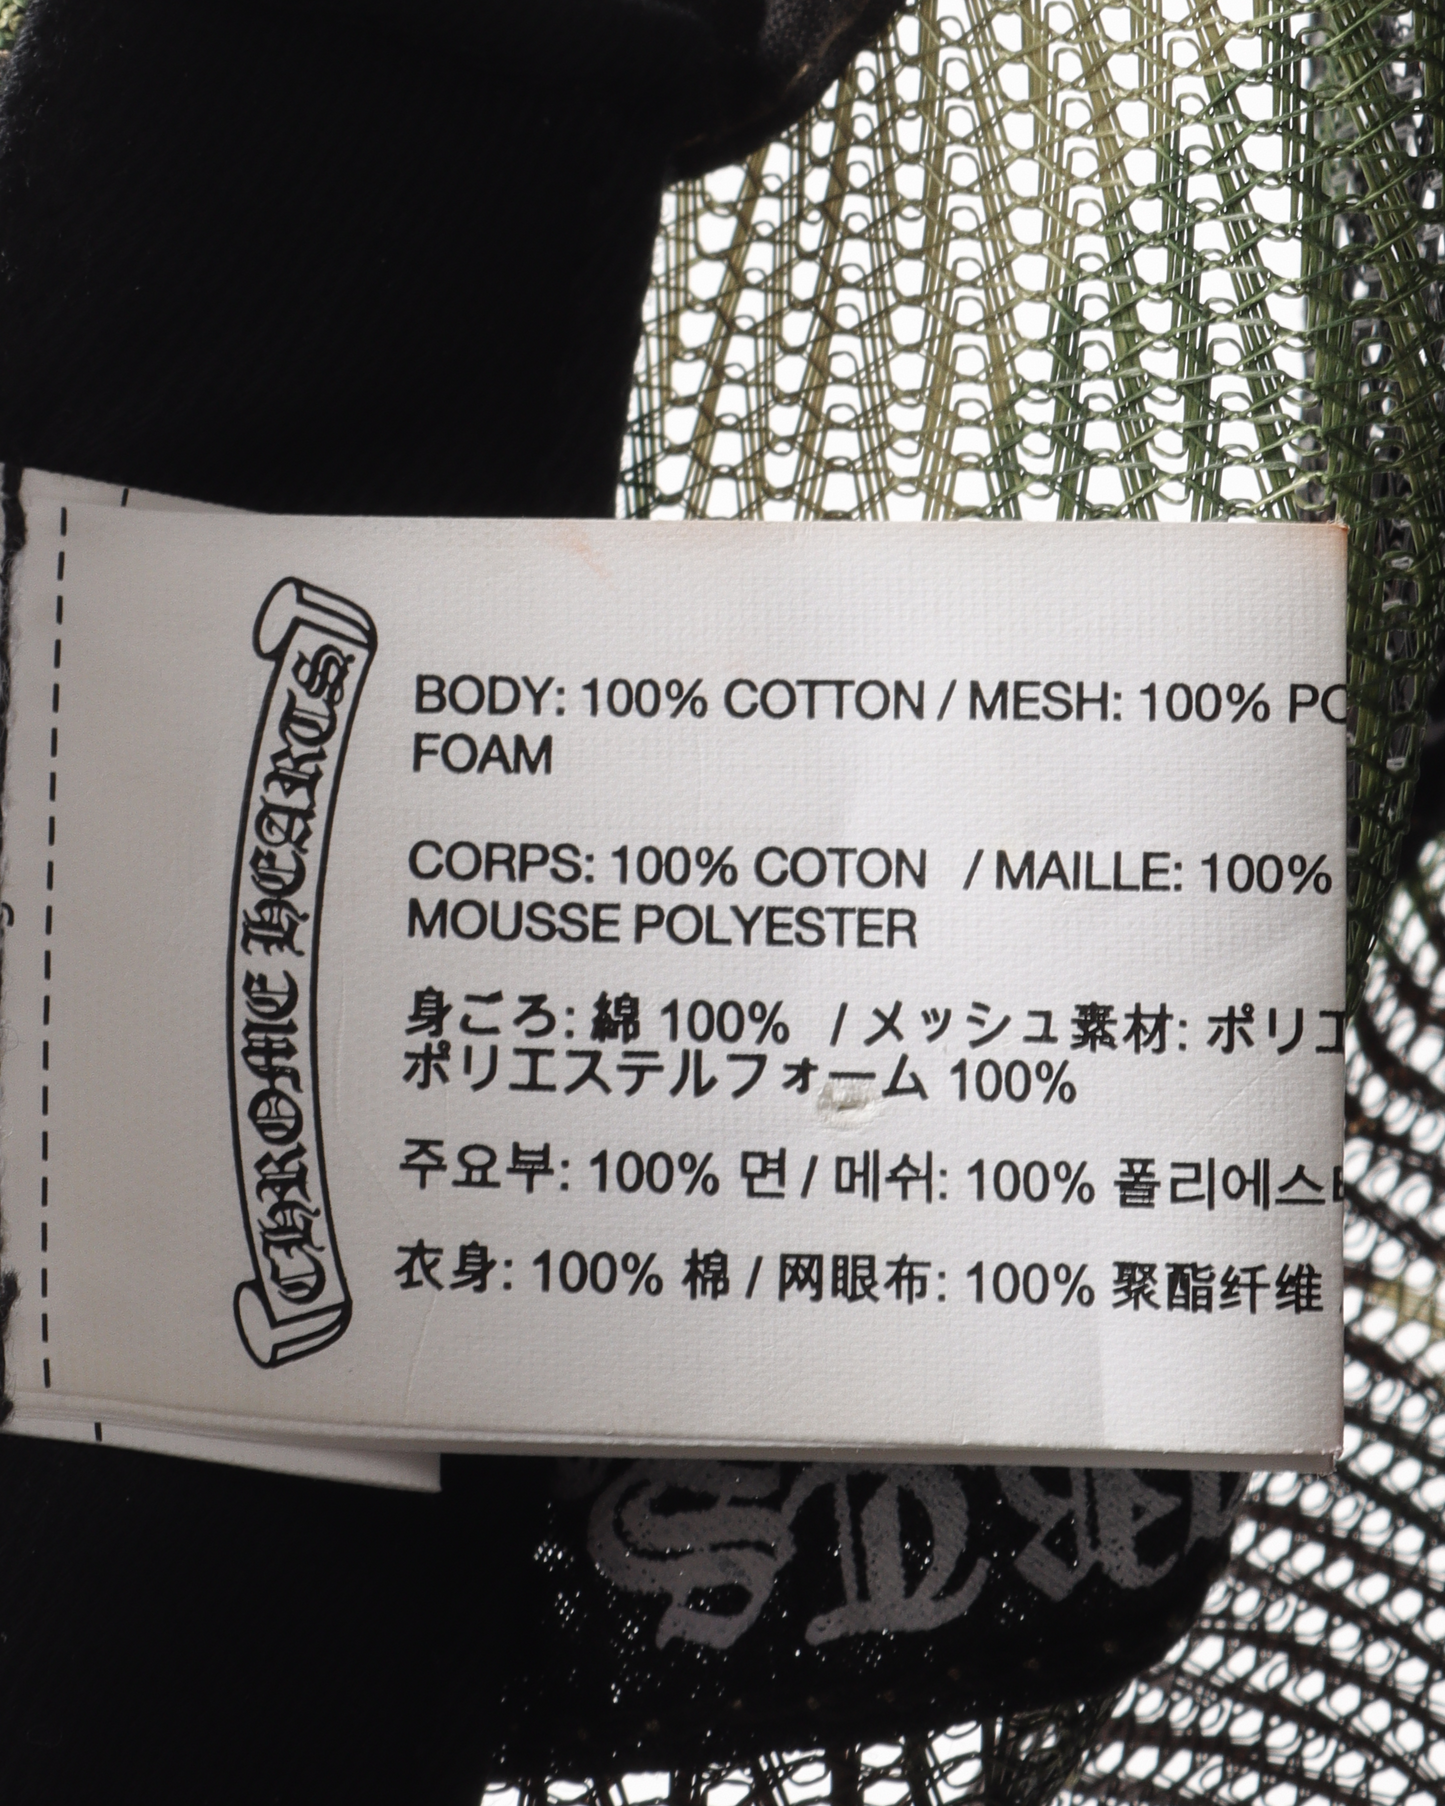 CHROME HEARTS
BODY: 100% COTTON / MESH: 100%
FOAM
CORPS: 100% COTON / MAILLE: 100%
MOUSSE POLYESTER
身ごろ: 綿 100% / メッシュ素材: ポリエ
ポリエステルフォーム 100%
주요부: 100% 면 / 메쉬: 100% 폴리에스
衣身: 100% 棉 / 网眼布: 100% 聚酯纤维